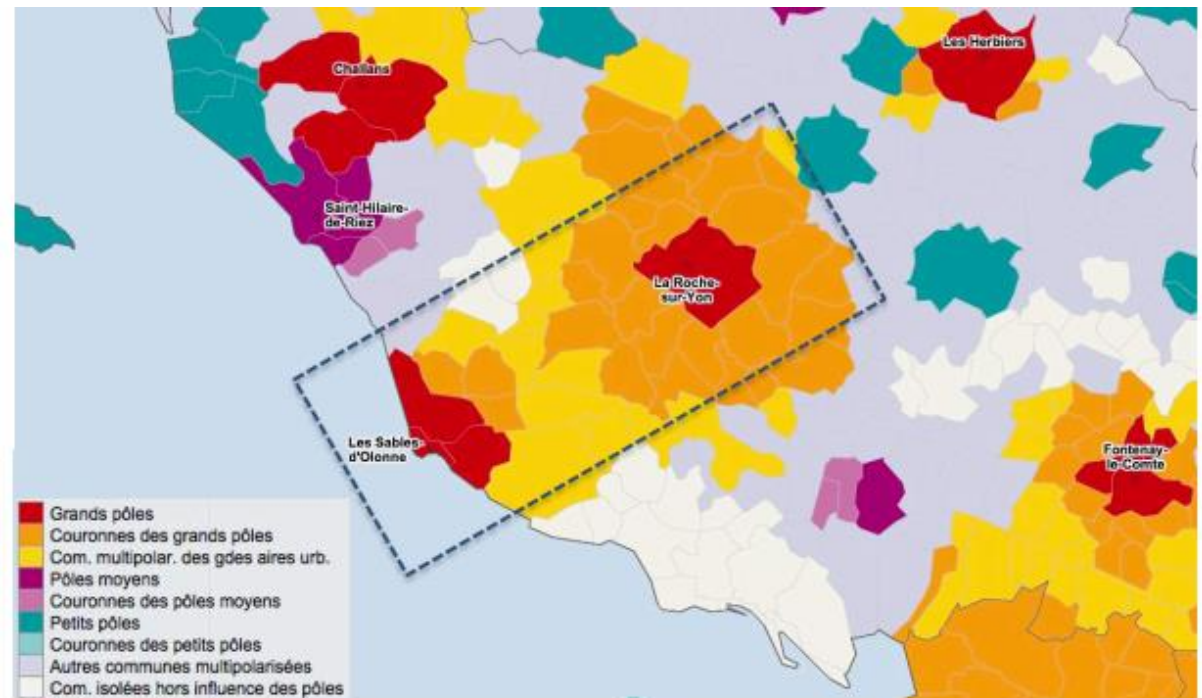 Les Herbiers
Challans
Saint-Hilaire-
de-Riez
La Roche-
sur-Yon
Les Sables-
d'Olonne
Fontenay-
le-Comte
Grands pôles
Couronnes des grands pôles
Com. multipolar. des gdes aires urb.
Pôles moyens
Couronnes des pôles moyens
Petits pôles
Couronnes des petits pôles
Autres communes multipolarisées
Com. isolées hors influence des pôles